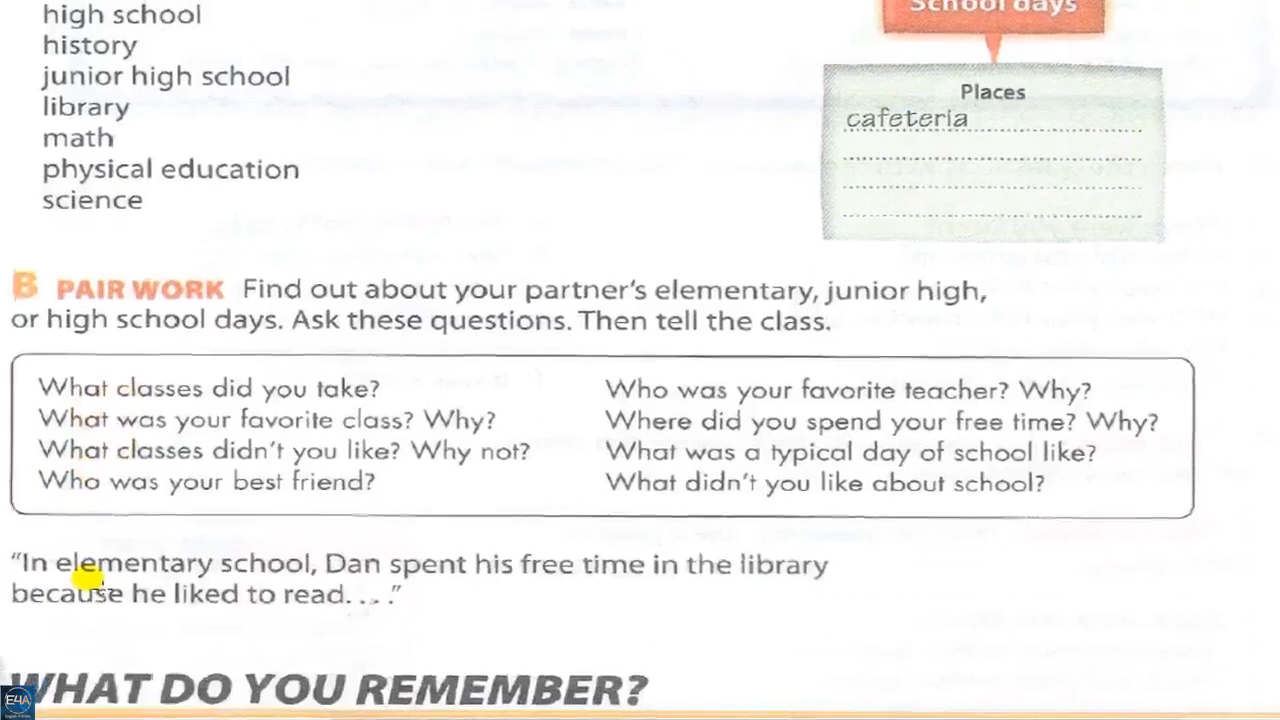 high school
history
junior high school
library
math
physical education
science
School days
Places
cafeteria
B PAIR WORK Find out about your partner's elementary, junior high,
or high school days. Ask these questions. Then tell the class.
What classes did you take?
What was your favorite class? Why?
What classes didn't you like? Why not?
Who was your best friend?
Who was your favorite teacher? Why?
Where did you spend your free time? Why?
What was a typical day of school like?
What didn't you like about school?
"In elementary school, Dan spent his free time in the library
because he liked to read. . . ."
WHAT DO YOU REMEMBER?
E4A